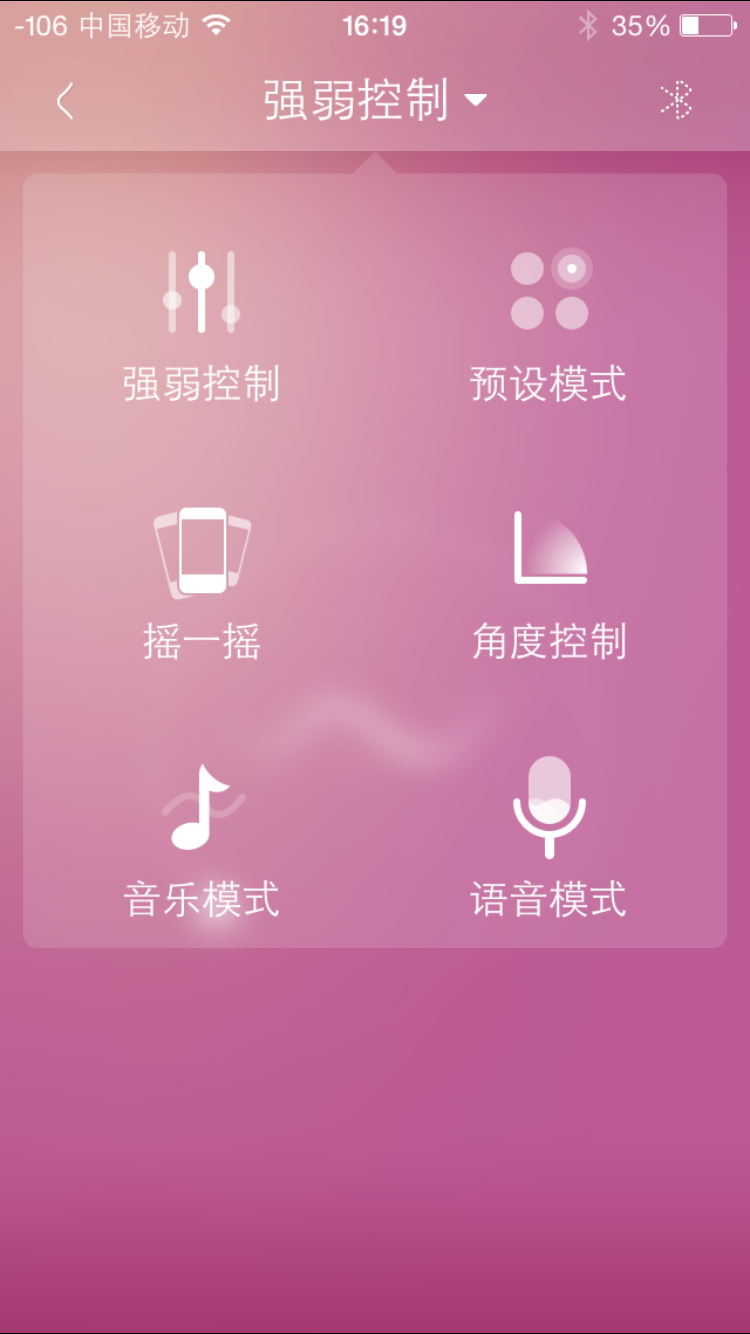 -106 中国移动 16:19 35%
强弱控制
强弱控制 预设模式
摇一摇 角度控制
音乐模式 语音模式